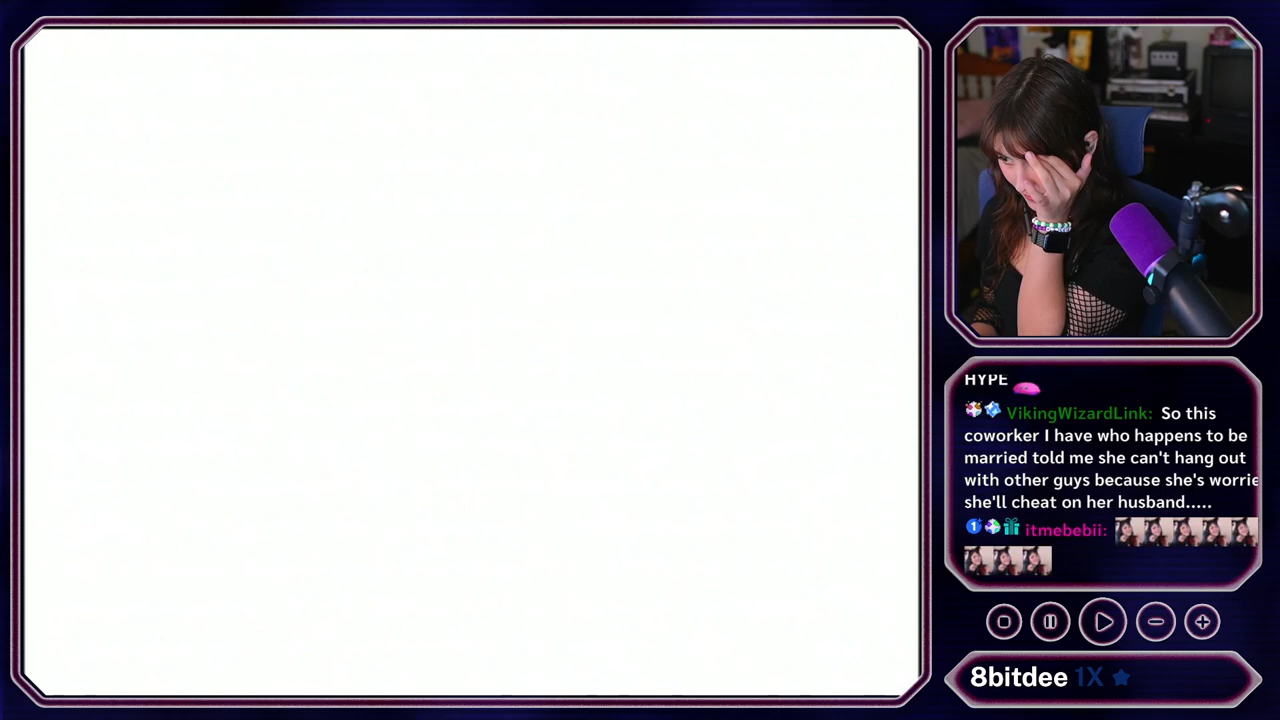 HYPE
VikingWizardLink: So this
coworker I have who happens to be
married told me she can't hang out
with other guys because she's worrie
she'll cheat on her husband.....
1 itmebebii:
8bitdee 1X